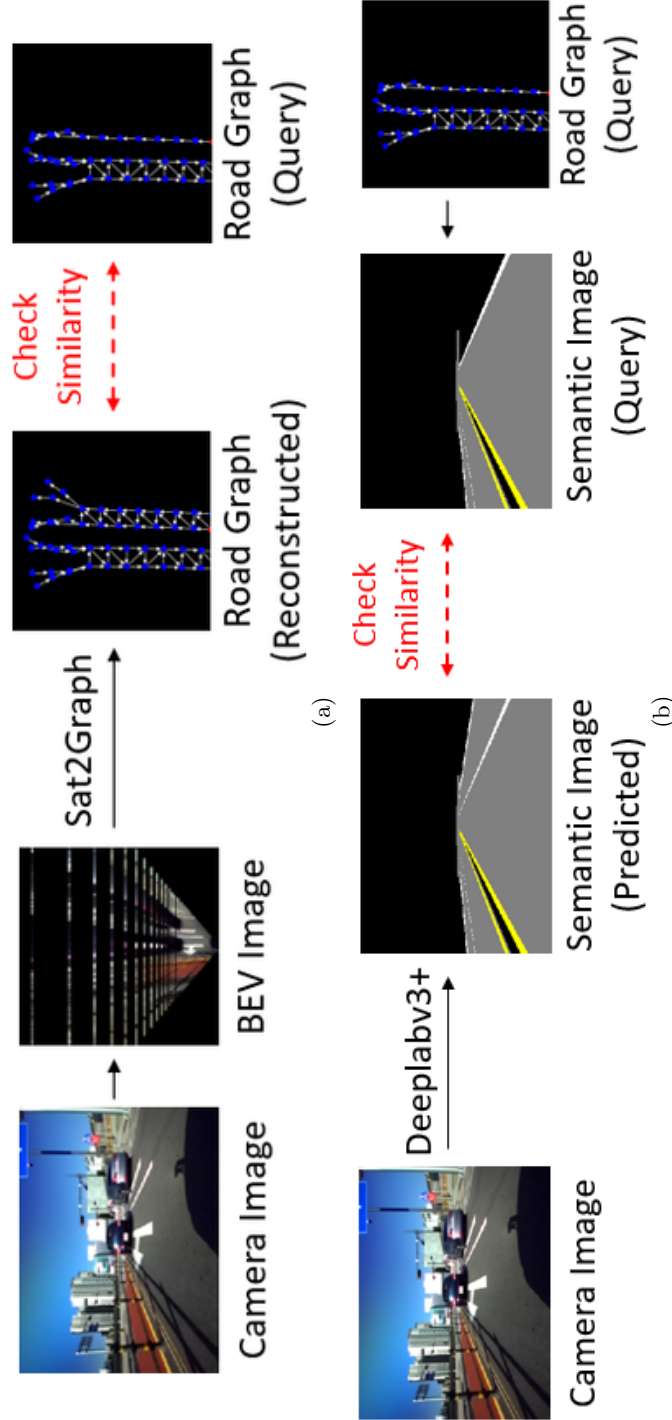 Camera Image
BEV Image
Sat2Graph
Road Graph
(Reconstructed)
Check
Similarity
Road Graph
(Query)
(a)
Camera Image
Deeplabv3+
Semantic Image
(Predicted)
Check
Similarity
Semantic Image
(Query)
Road Graph
(Query)
(b)